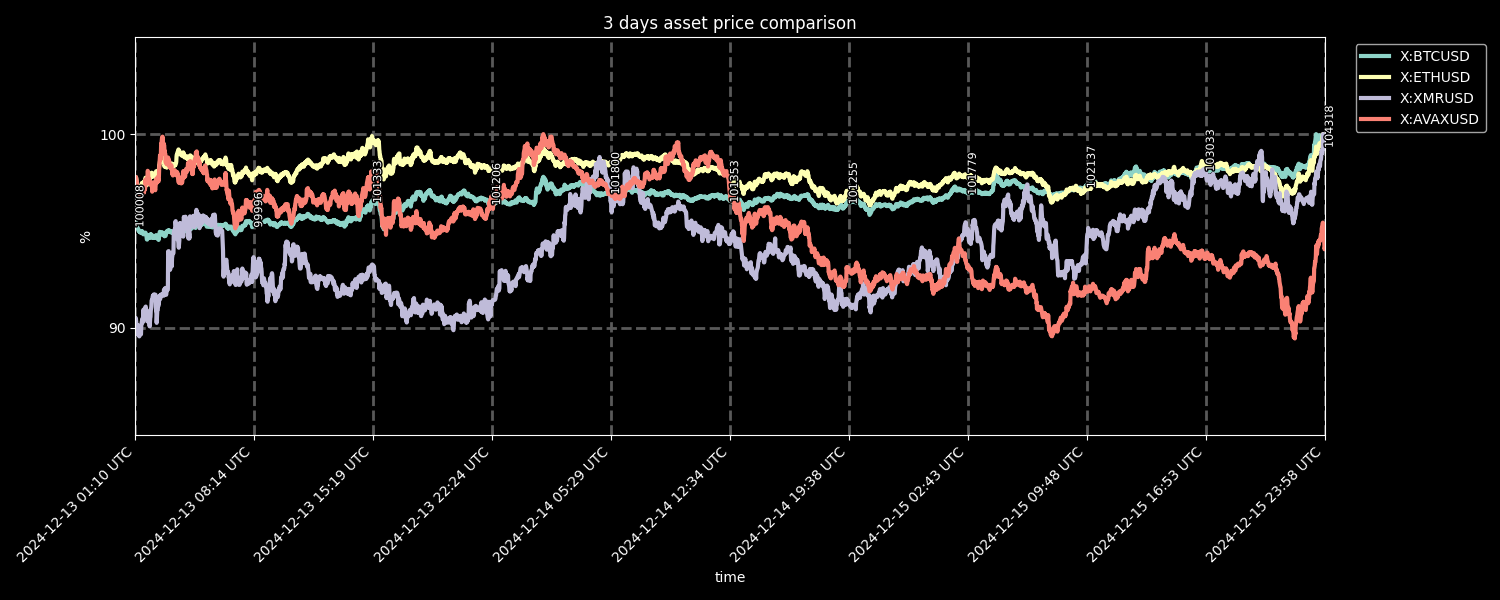 3 days asset price comparison
X:BTCUSD
X:ETHUSD
X:XMRUSD
X:AVAXUSD
%
100
90
100008
99996
101333
101206
101800
101353
101255
101779
102137
103033
104318
2024-12-13 01:10 UTC
2024-12-13 08:14 UTC
2024-12-13 15:19 UTC
2024-12-13 22:24 UTC
2024-12-14 05:29 UTC
2024-12-14 12:34 UTC
2024-12-14 19:38 UTC
2024-12-15 02:43 UTC
2024-12-15 09:48 UTC
2024-12-15 16:53 UTC
2024-12-15 23:58 UTC
time